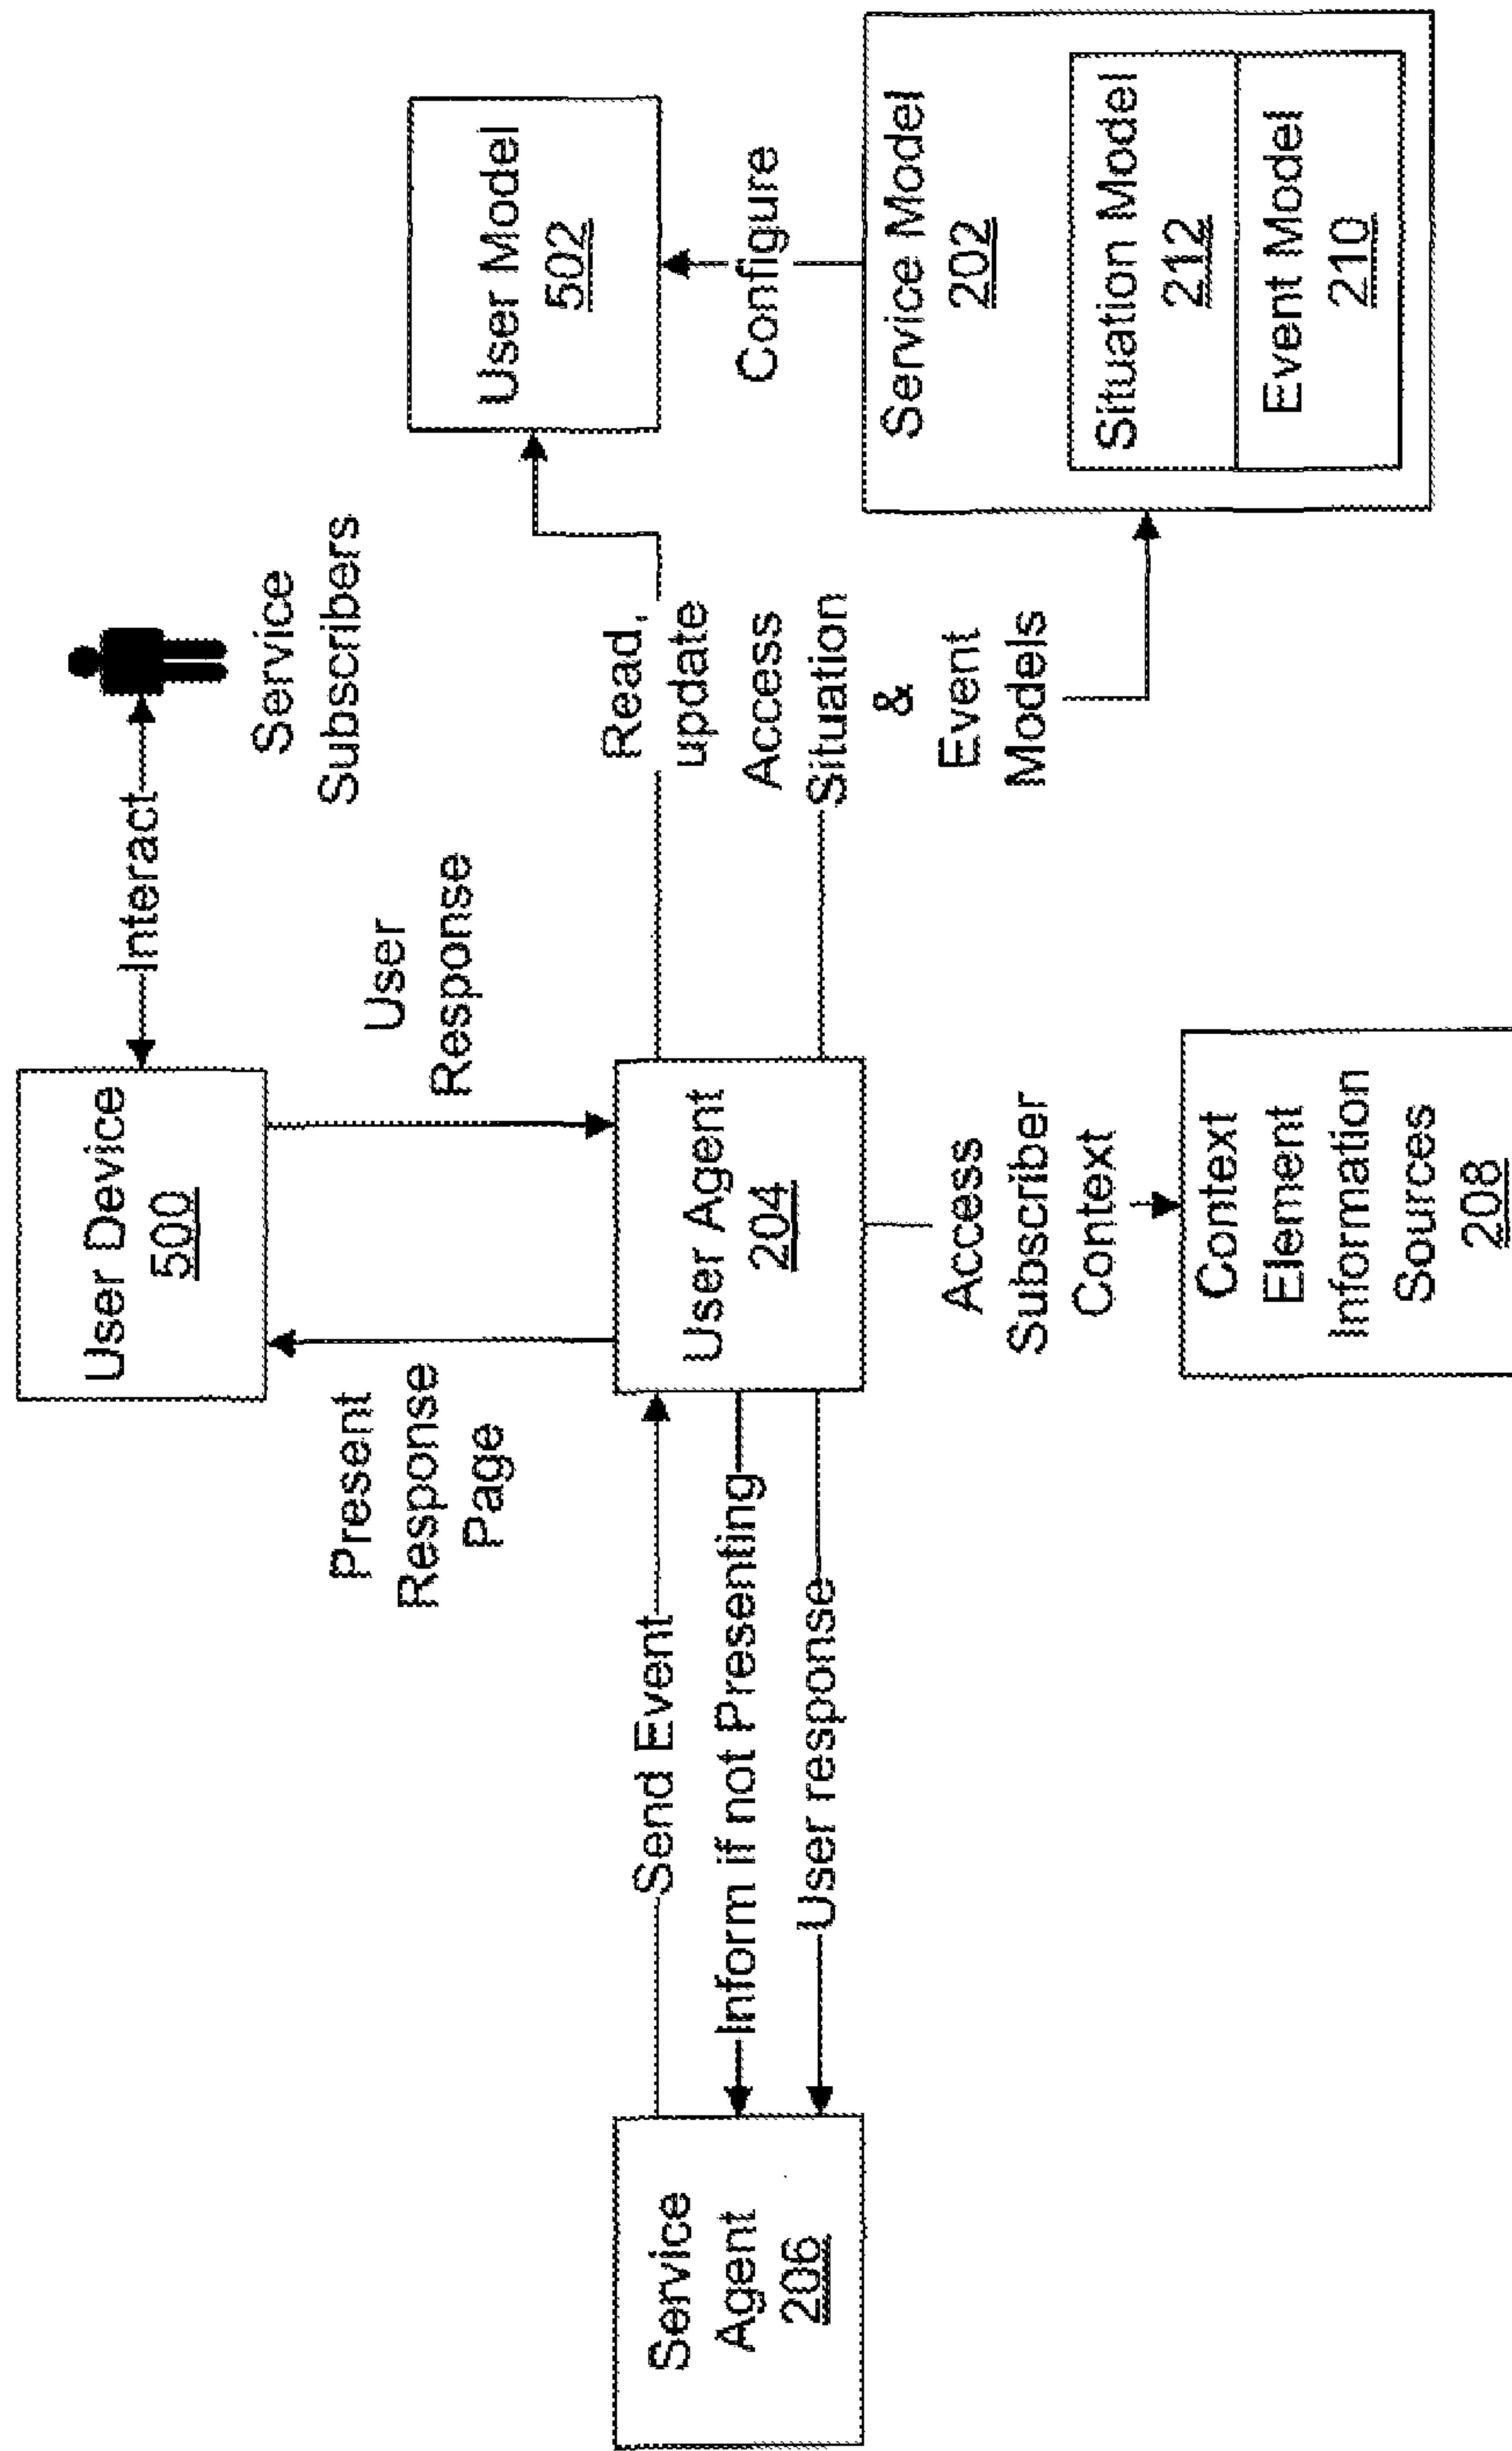 User Device
500
Interact
Service
Subscribers
Present
Response
Page
User
Response
Service
Agent
206
Send Event
Inform if not Presenting
User response
User Agent
204
Read,
update
Access
Situation
&
Event
Models
User Model
502
Configure
Service Model
202
Situation Model
212
Event Model
210
Access
Subscriber
Context
Context
Element
Information
Sources
208